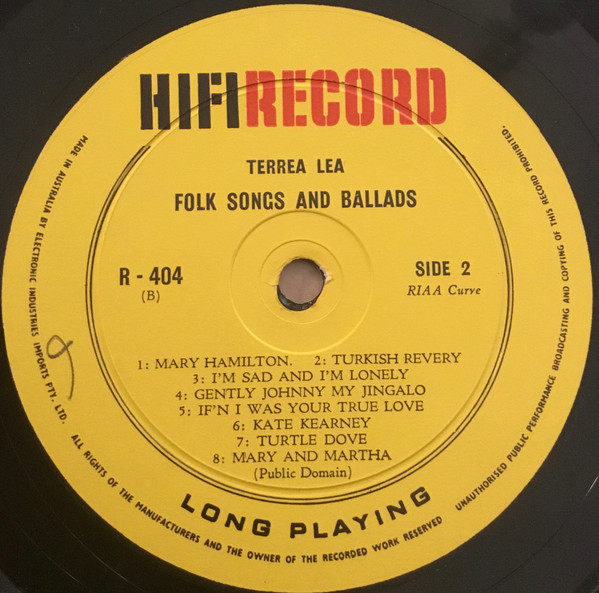 HIFIRECORD
TERREA LEA
FOLK SONGS AND BALLADS
R - 404
(B)
SIDE 2
RIAA Curve
1: MARY HAMILTON. 2: TURKISH REVERY
3: I'M SAD AND I'M LONELY
4: GENTLY JOHNNY MY JINGALO
5: IF'N I WAS YOUR TRUE LOVE
6: KATE KEARNEY
7: TURTLE DOVE
8: MARY AND MARTHA
(Public Domain)
LONG PLAYING
MADE IN AUSTRALIA BY ELECTRONIC INDUSTRIES IMPORTS PTY. LTD. ALL RIGHTS OF THE MANUFACTURERS AND THE OWNER OF THE RECORDED WORK RESERVED UNAUTHORISED PUBLIC PERFORMANCE BROADCASTING AND COPYING OF THIS RECORD PROHIBITED.
9